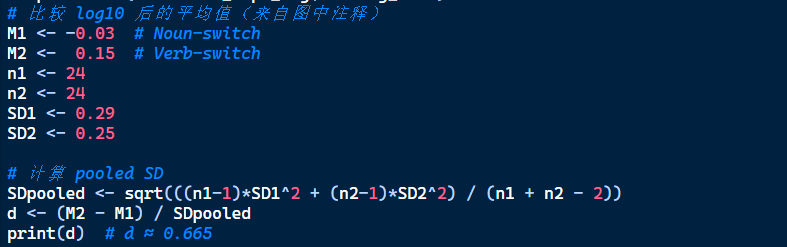 # 比较 log10 后的平均值（来自图中注释）
M1 <- -0.03  # Noun-switch
M2 <-  0.15  # Verb-switch
n1 <- 24
n2 <- 24
SD1 <- 0.29
SD2 <- 0.25
# 计算 pooled SD
SDpooled <- sqrt(((n1-1)*SD1^2 + (n2-1)*SD2^2) / (n1 + n2 - 2))
d <- (M2 - M1) / SDpooled
print(d)  # d ≈ 0.665